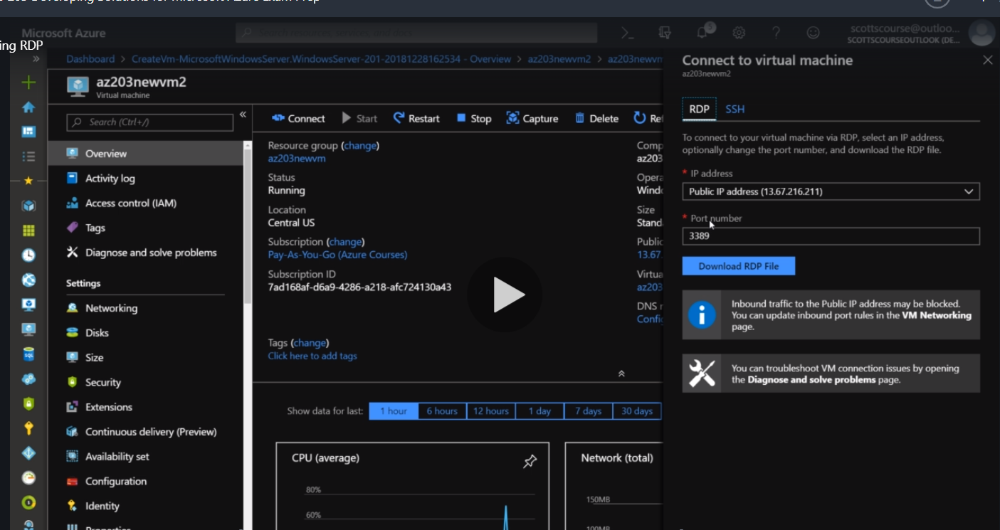 203 Developing Solutions for Microsoft Azure Exam Prep
Microsoft Azure
Search resources, services, and docs
5
scottscourse@outloo...
SCOTTSCOURSEOUTLOOK (DE...
ing RDP
Dashboard > CreateVm-MicrosoftWindowsServer.WindowsServer-201-20181228162534 - Overview > az203newvm2 > az203newvm
az203newvm2
Virtual machine
Search (Ctrl+/)
Overview
Activity log
Access control (IAM)
Tags
Diagnose and solve problems
Settings
Networking
Disks
Size
Security
Extensions
Continuous delivery (Preview)
Availability set
Configuration
Identity
Properties
SQL
Connect Start Restart Stop Capture Delete Ref
Resource group (change)
az203newvm
Status
Running
Location
Central US
Subscription (change)
Pay-As-You-Go (Azure Courses)
Subscription ID
7ad168af-d6a9-4286-a218-afc724130a43
Comp
az203
Opera
Wind
Size
Stand
Public
13.67.
Virtua
az203
DNS n
Config
Tags (change)
Click here to add tags
Show data for last: 1 hour 6 hours 12 hours 1 day 7 days 30 days
CPU (average)
80%
60%
Network (total)
150MB
100MB
Connect to virtual machine
az203newvm2
RDP SSH
To connect to your virtual machine via RDP, select an IP address,
optionally change the port number, and download the RDP file.
* IP address
Public IP address (13.67.216.211)
* Port number
3389
Download RDP File
Inbound traffic to the Public IP address may be blocked.
You can update inbound port rules in the VM Networking
page.
You can troubleshoot VM connection issues by opening
the Diagnose and solve problems page.